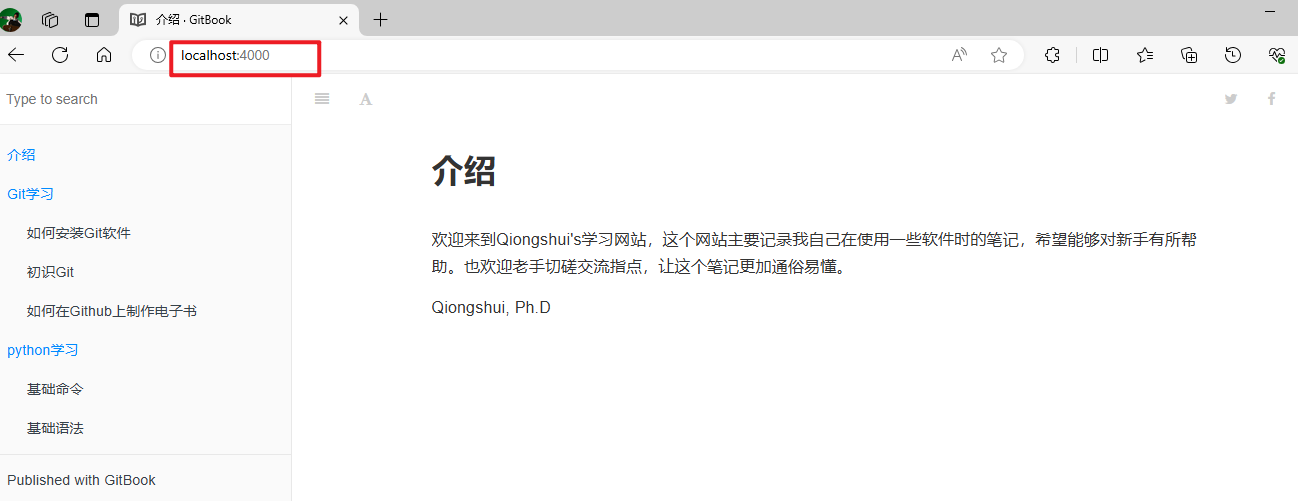 介绍 · GitBook
localhost:4000
Type to search
介绍
Git学习
如何安装Git软件
初识Git
如何在Github上制作电子书
python学习
基础命令
基础语法
Published with GitBook
介绍
欢迎来到Qiongshui's学习网站，这个网站主要记录我自己在使用一些软件时的笔记，希望能够对新手有所帮
助。也欢迎老手切磋交流指点，让这个笔记更加通俗易懂。
Qiongshui, Ph.D